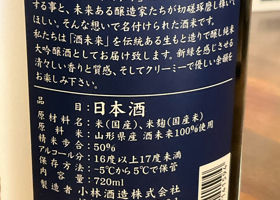 する事と、未来ある醸造家たちが切磋琢磨し稼いで
ほしい。そんな想いで名付けられた酒米です。
私たちは「酒未来」を伝統ある生もと造りで醸し純米
大吟醸酒としてお届け致します。新緑を感じさせる
清々しい香りと質感、そしてクリーミーで優しい余韻を
お楽しみ下さい。
品目：日本酒
原材料名：米(国産)、米麹(国産米)
原料米：山形県産 酒未来100%使用
精米歩合：50%
アルコール分：16度以上17度未満
保存方法：−5℃から5℃で保管
内容量：720ml
製造者 小林酒造株式会社